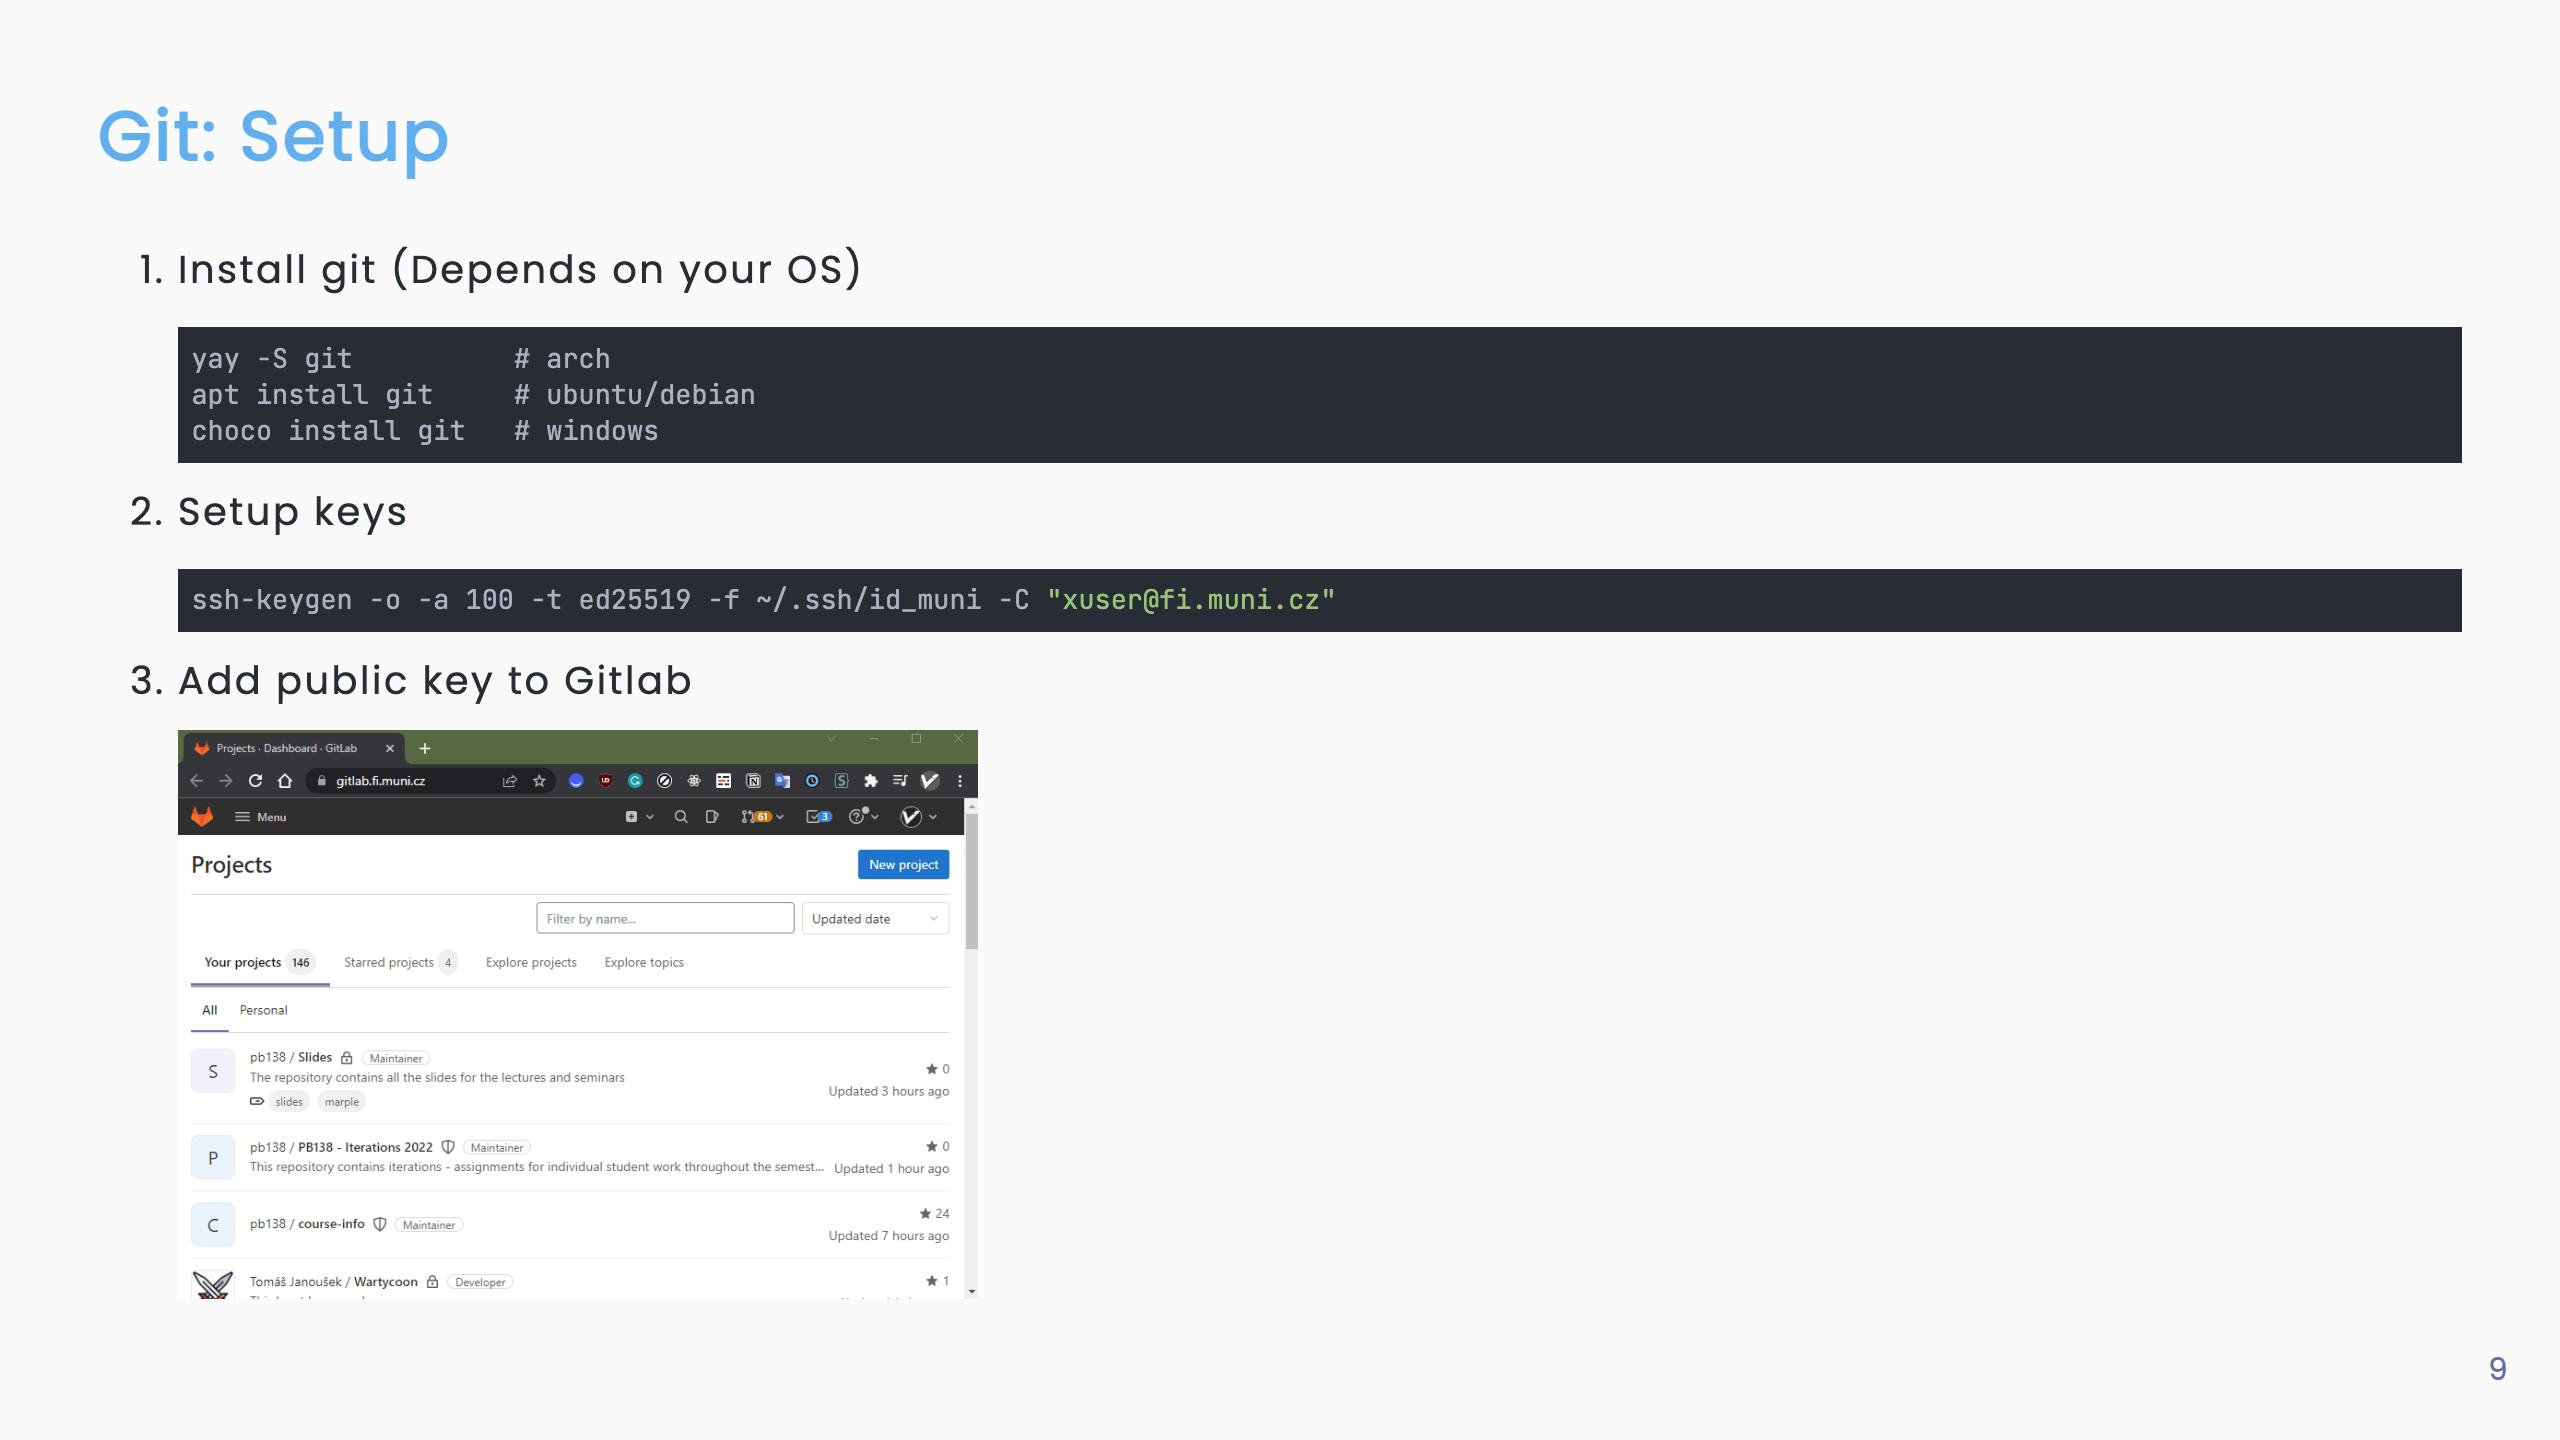 Git: Setup
1. Install git (Depends on your OS)
yay -S git          # arch
apt install git     # ubuntu/debian
choco install git   # windows
2. Setup keys
ssh-keygen -o -a 100 -t ed25519 -f ~/.ssh/id_muni -C "xuser@fi.muni.cz"
3. Add public key to Gitlab
Projects · Dashboard · GitLab
gitlab.fi.muni.cz
Menu 61 3
Projects New project
Filter by name... Updated date
Your projects 146 Starred projects 4 Explore projects Explore topics
All Personal
S pb138 / Slides Maintainer
The repository contains all the slides for the lectures and seminars
slides marple
0
Updated 3 hours ago
P pb138 / PB138 - Iterations 2022 Maintainer
This repository contains iterations - assignments for individual student work throughout the semest...
0
Updated 1 hour ago
C pb138 / course-info Maintainer
24
Updated 7 hours ago
Tomáš Janoušek / Wartycoon Developer
1
9